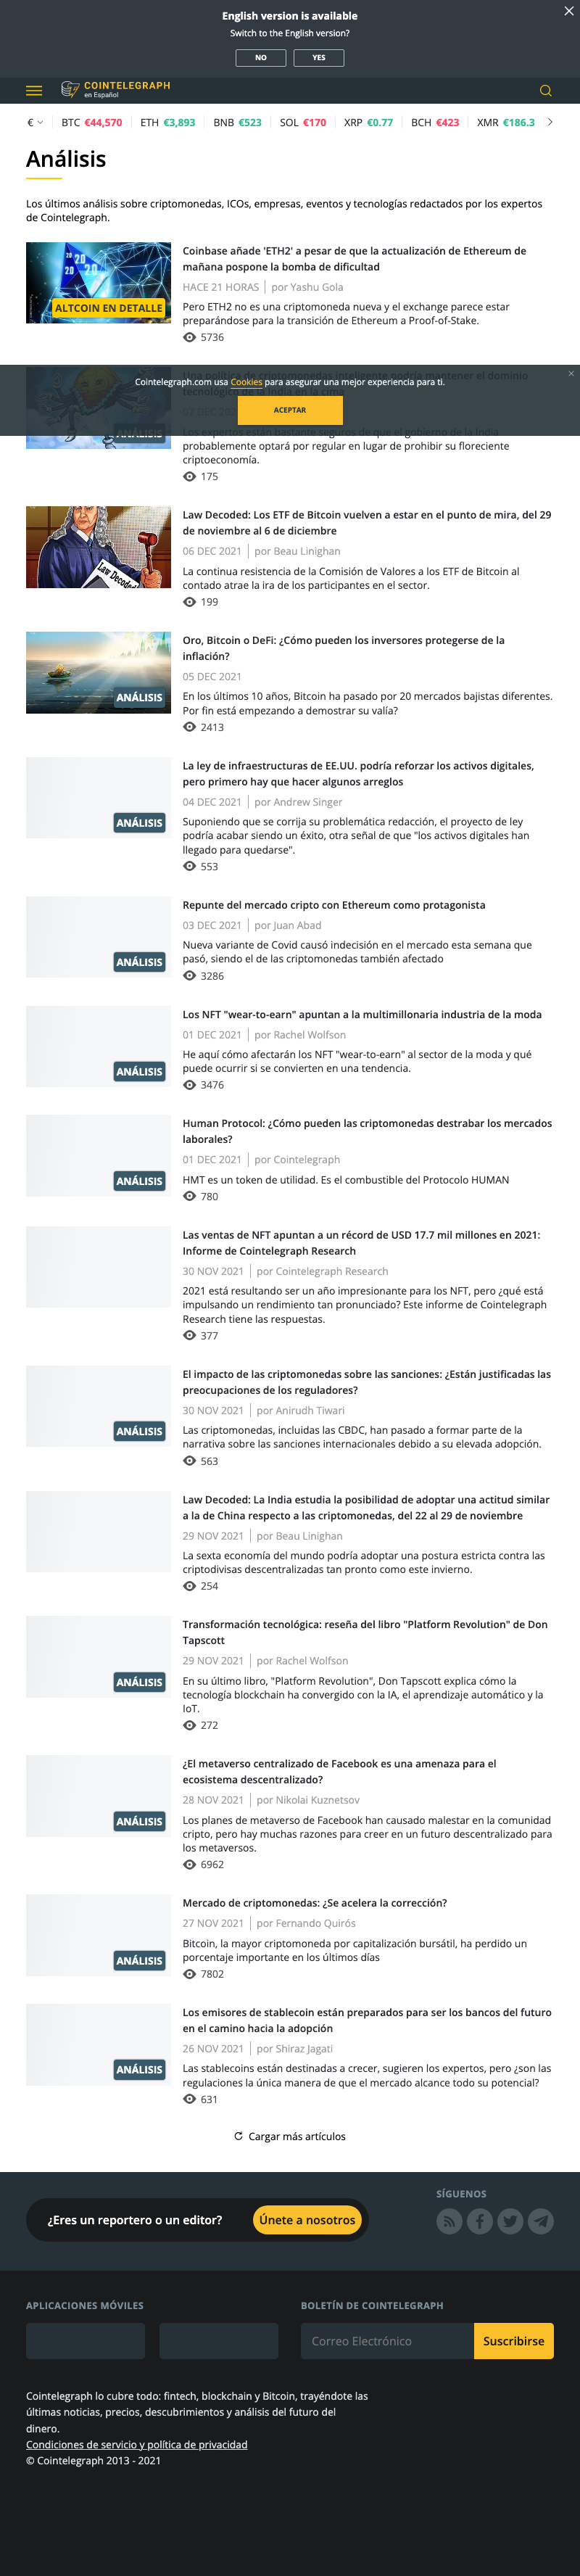 English version is available
Switch to the English version?
NO
YES
COINTELEGRAPH
en Español
€ BTC €44,570 ETH €3,893 BNB €523 SOL €170 XRP €0.77 BCH €423 XMR €186.3
Análisis
Los últimos análisis sobre criptomonedas, ICOs, empresas, eventos y tecnologías redactados por los expertos
de Cointelegraph.
ALTCOIN EN DETALLE
Coinbase añade 'ETH2' a pesar de que la actualización de Ethereum de
mañana pospone la bomba de dificultad
HACE 21 HORAS por Yashu Gola
Pero ETH2 no es una criptomoneda nueva y el exchange parece estar
preparándose para la transición de Ethereum a Proof-of-Stake.
5736
Cointelegraph.com usa Cookies para asegurar una mejor experiencia para ti.
ACEPTAR
ANÁLISIS
Los expertos están bastante seguros de que el gobierno de la India
probablemente optará por regular en lugar de prohibir su floreciente
criptoeconomía.
175
Law Decoded
Law Decoded: Los ETF de Bitcoin vuelven a estar en el punto de mira, del 29
de noviembre al 6 de diciembre
06 DEC 2021 por Beau Linighan
La continua resistencia de la Comisión de Valores a los ETF de Bitcoin al
contado atrae la ira de los participantes en el sector.
199
ANÁLISIS
Oro, Bitcoin o DeFi: ¿Cómo pueden los inversores protegerse de la
inflación?
05 DEC 2021
En los últimos 10 años, Bitcoin ha pasado por 20 mercados bajistas diferentes.
Por fin está empezando a demostrar su valía?
2413
ANÁLISIS
La ley de infraestructuras de EE.UU. podría reforzar los activos digitales,
pero primero hay que hacer algunos arreglos
04 DEC 2021 por Andrew Singer
Suponiendo que se corrija su problemática redacción, el proyecto de ley
podría acabar siendo un éxito, otra señal de que "los activos digitales han
llegado para quedarse".
553
ANÁLISIS
Repunte del mercado cripto con Ethereum como protagonista
03 DEC 2021 por Juan Abad
Nueva variante de Covid causó indecisión en el mercado esta semana que
pasó, siendo el de las criptomonedas también afectado
3286
ANÁLISIS
Los NFT "wear-to-earn" apuntan a la multimillonaria industria de la moda
01 DEC 2021 por Rachel Wolfson
He aquí cómo afectarán los NFT "wear-to-earn" al sector de la moda y qué
puede ocurrir si se convierten en una tendencia.
3476
ANÁLISIS
Human Protocol: ¿Cómo pueden las criptomonedas destrabar los mercados
laborales?
01 DEC 2021 por Cointelegraph
HMT es un token de utilidad. Es el combustible del Protocolo HUMAN
780
Las ventas de NFT apuntan a un récord de USD 17.7 mil millones en 2021:
Informe de Cointelegraph Research
30 NOV 2021 por Cointelegraph Research
2021 está resultando ser un año impresionante para los NFT, pero ¿qué está
impulsando un rendimiento tan pronunciado? Este informe de Cointelegraph
Research tiene las respuestas.
377
ANÁLISIS
El impacto de las criptomonedas sobre las sanciones: ¿Están justificadas las
preocupaciones de los reguladores?
30 NOV 2021 por Anirudh Tiwari
Las criptomonedas, incluidas las CBDC, han pasado a formar parte de la
narrativa sobre las sanciones internacionales debido a su elevada adopción.
563
Law Decoded: La India estudia la posibilidad de adoptar una actitud similar
a la de China respecto a las criptomonedas, del 22 al 29 de noviembre
29 NOV 2021 por Beau Linighan
La sexta economía del mundo podría adoptar una postura estricta contra las
criptodivisas descentralizadas tan pronto como este invierno.
254
ANÁLISIS
Transformación tecnológica: reseña del libro "Platform Revolution" de Don
Tapscott
29 NOV 2021 por Rachel Wolfson
En su último libro, "Platform Revolution", Don Tapscott explica cómo la
tecnología blockchain ha convergido con la IA, el aprendizaje automático y la
IoT.
272
ANÁLISIS
¿El metaverso centralizado de Facebook es una amenaza para el
ecosistema descentralizado?
28 NOV 2021 por Nikolai Kuznetsov
Los planes de metaverso de Facebook han causado malestar en la comunidad
cripto, pero hay muchas razones para creer en un futuro descentralizado para
los metaversos.
6962
ANÁLISIS
Mercado de criptomonedas: ¿Se acelera la corrección?
27 NOV 2021 por Fernando Quirós
Bitcoin, la mayor criptomoneda por capitalización bursátil, ha perdido un
porcentaje importante en los últimos días
7802
ANÁLISIS
Los emisores de stablecoin están preparados para ser los bancos del futuro
en el camino hacia la adopción
26 NOV 2021 por Shiraz Jagati
Las stablecoins están destinadas a crecer, sugieren los expertos, pero ¿son las
regulaciones la única manera de que el mercado alcance todo su potencial?
631
Cargar más artículos
¿Eres un reportero o un editor?
Únete a nosotros
SÍGUENOS
APLICACIONES MÓVILES
BOLETÍN DE COINTELEGRAPH
Correo Electrónico
Suscribirse
Cointelegraph lo cubre todo: fintech, blockchain y Bitcoin, trayéndote las
últimas noticias, precios, descubrimientos y análisis del futuro del
dinero.
Condiciones de servicio y política de privacidad
© Cointelegraph 2013 - 2021